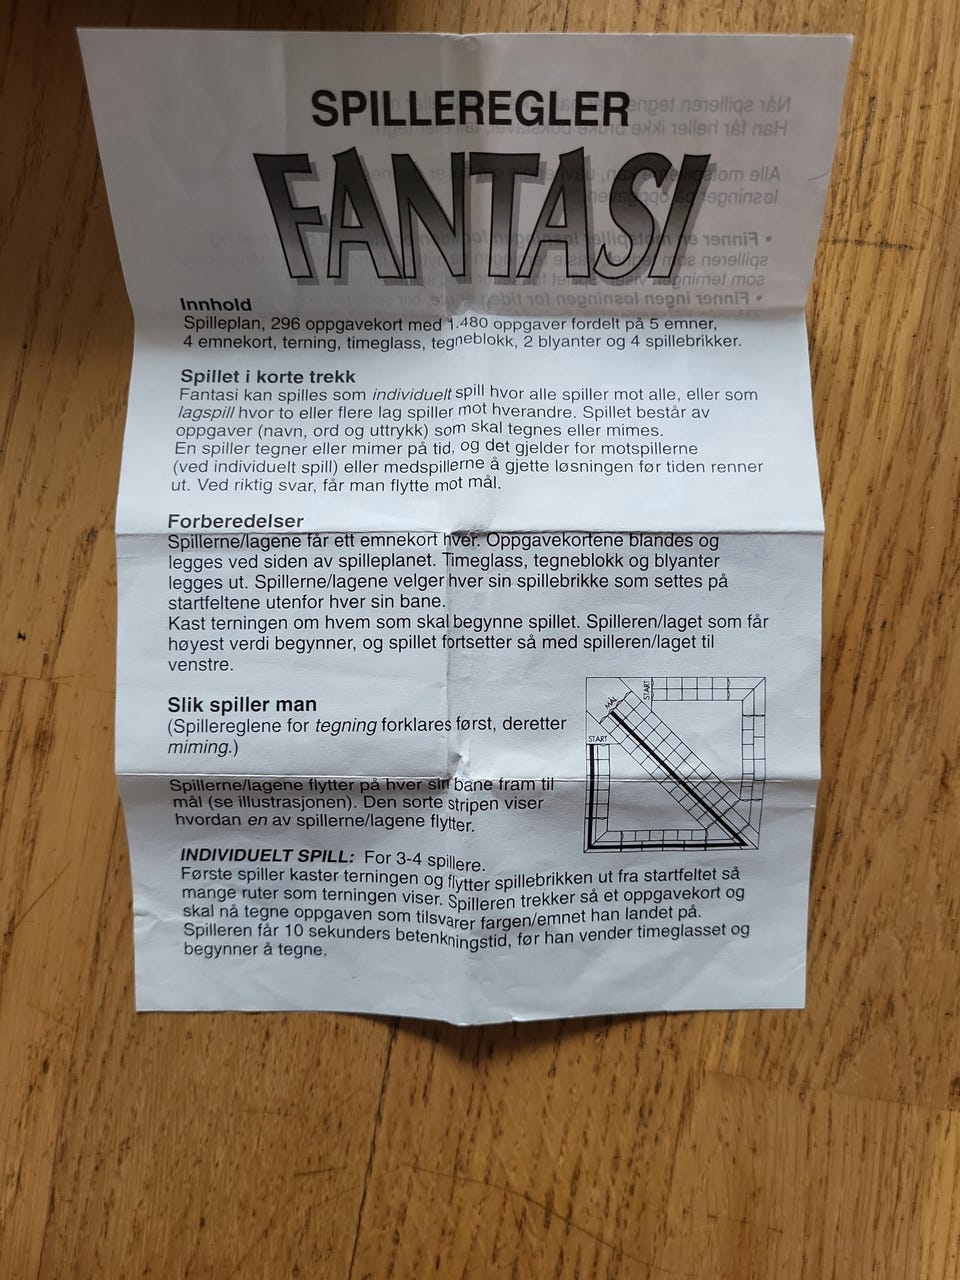 SPILLEREGLER
FANTASI
Innhold
Spilleplan, 296 oppgavekort med 1.480 oppgaver fordelt på 5 emner,
4 emnekort, terning, timeglass, tegneblokk, 2 blyanter og 4 spillebrikker.
Spillet i korte trekk
Fantasi kan spilles som individuelt spill hvor alle spiller mot alle, eller som
lagspill hvor to eller flere lag spiller mot hverandre. Spillet består av
oppgaver (navn, ord og uttrykk) som skal tegnes eller mimes.
En spiller tegner eller mimer på tid, og det gjelder for motspillerne
(ved individuelt spill) eller medspillerne å gjette løsningen før tiden renner
ut. Ved riktig svar, får man flytte mot mål.
Forberedelser
Spillerne/lagene får ett emnekort hver. Oppgavekortene blandes og
legges ved siden av spilleplanet. Timeglass, tegneblokk og blyanter
legges ut. Spillerne/lagene velger hver sin spillebrikke som settes på
startfeltene utenfor hver sin bane.
Kast terningen om hvem som skal begynne spillet. Spilleren/laget som får
høyest verdi begynner, og spillet fortsetter så med spilleren/laget til
venstre.
Slik spiller man
(Spillereglene for tegning forklares først, deretter
miming.)
START
MÅL
START
Spillerne/lagene flytter på hver sin bane fram til
mål (se illustrasjonen). Den sorte stripen viser
hvordan en av spillerne/lagene flytter.
INDIVIDUELT SPILL: For 3-4 spillere.
Første spiller kaster terningen og flytter spillebrikken ut fra startfeltet så
mange ruter som terningen viser. Spilleren trekker så et oppgavekort og
skal nå tegne oppgaven som tilsvarer fargen/emnet han landet på.
Spilleren får 10 sekunders betenkningstid, før han vender timeglasset og
begynner å tegne.